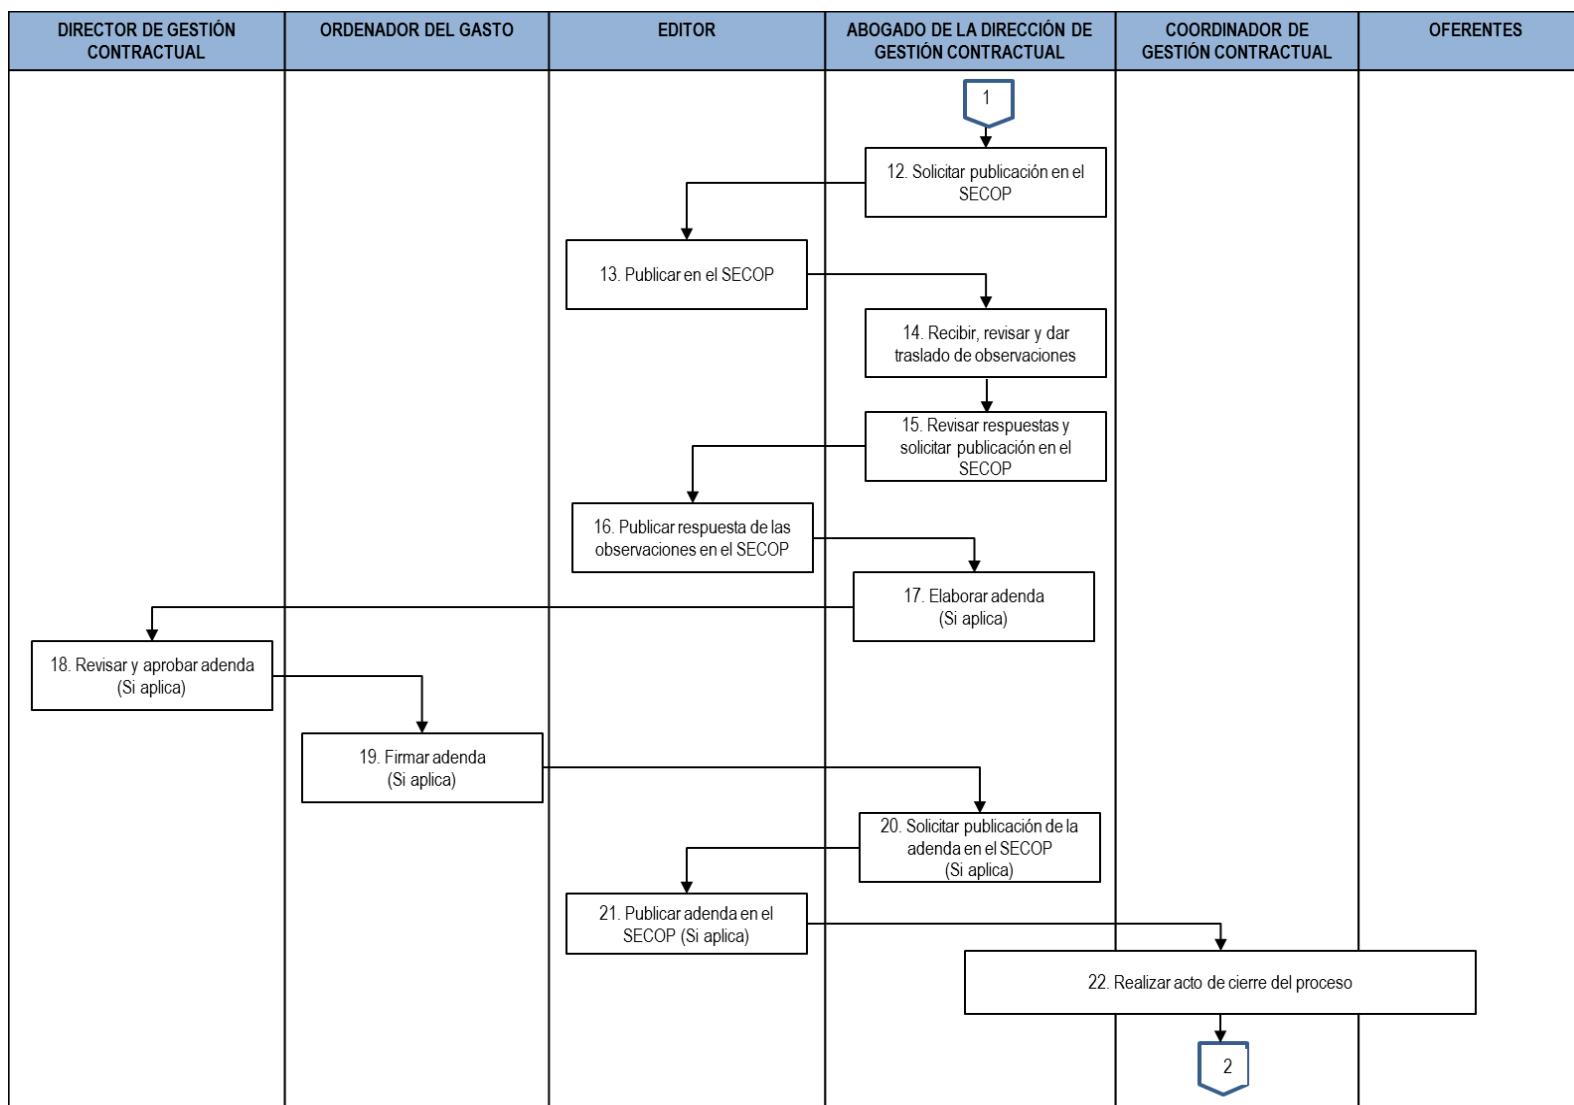 DIRECTOR DE GESTIÓN
CONTRACTUAL
ORDENADOR DEL GASTO
EDITOR
ABOGADO DE LA DIRECCIÓN DE
GESTIÓN CONTRACTUAL
COORDINADOR DE
GESTIÓN CONTRACTUAL
OFERENTES
1
12. Solicitar publicación en el
SECOP
13. Publicar en el SECOP
14. Recibir, revisar y dar
traslado de observaciones
15. Revisar respuestas y
solicitar publicación en el
SECOP
16. Publicar respuesta de las
observaciones en el SECOP
17. Elaborar adenda
(Si aplica)
18. Revisar y aprobar adenda
(Si aplica)
19. Firmar adenda
(Si aplica)
20. Solicitar publicación de la
adenda en el SECOP
(Si aplica)
21. Publicar adenda en el
SECOP (Si aplica)
22. Realizar acto de cierre del proceso
2